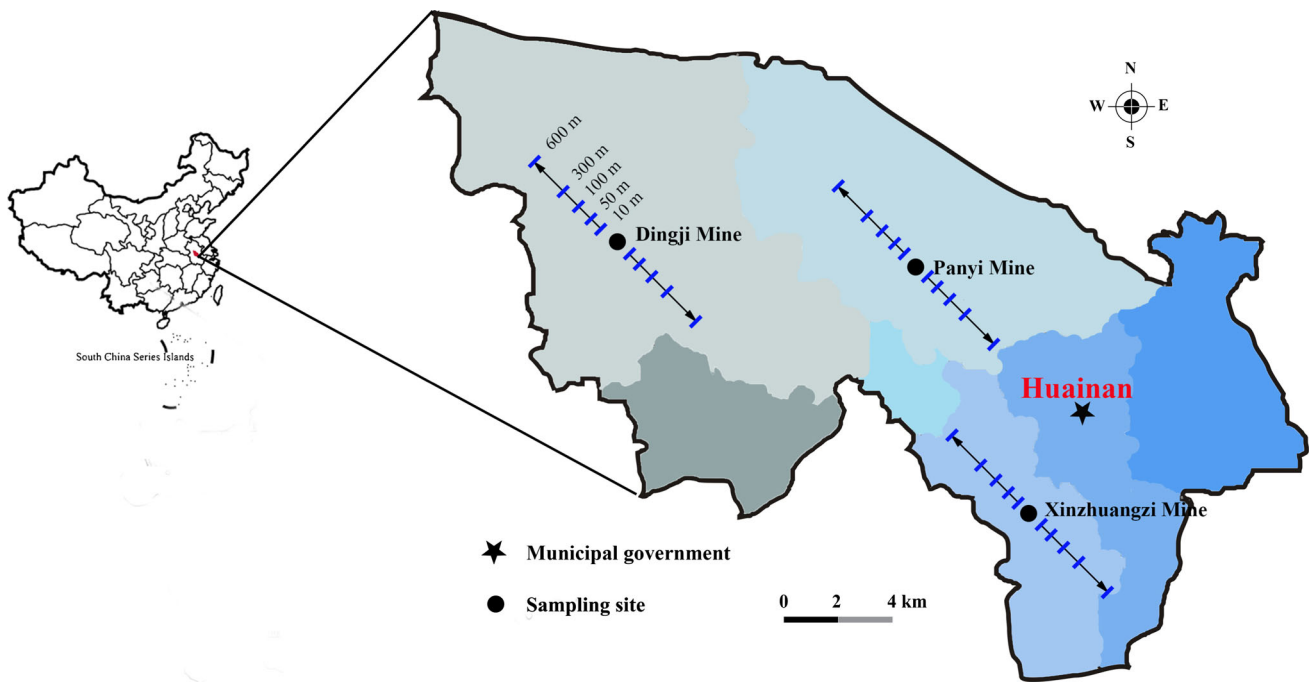 N
W E
S
600 m
300 m
100 m
50 m
10 m
Dingji Mine
Panyi Mine
South China Series Islands
Huainan
Xinzhuangzi Mine
Municipal government
Sampling site
0 2 4 km